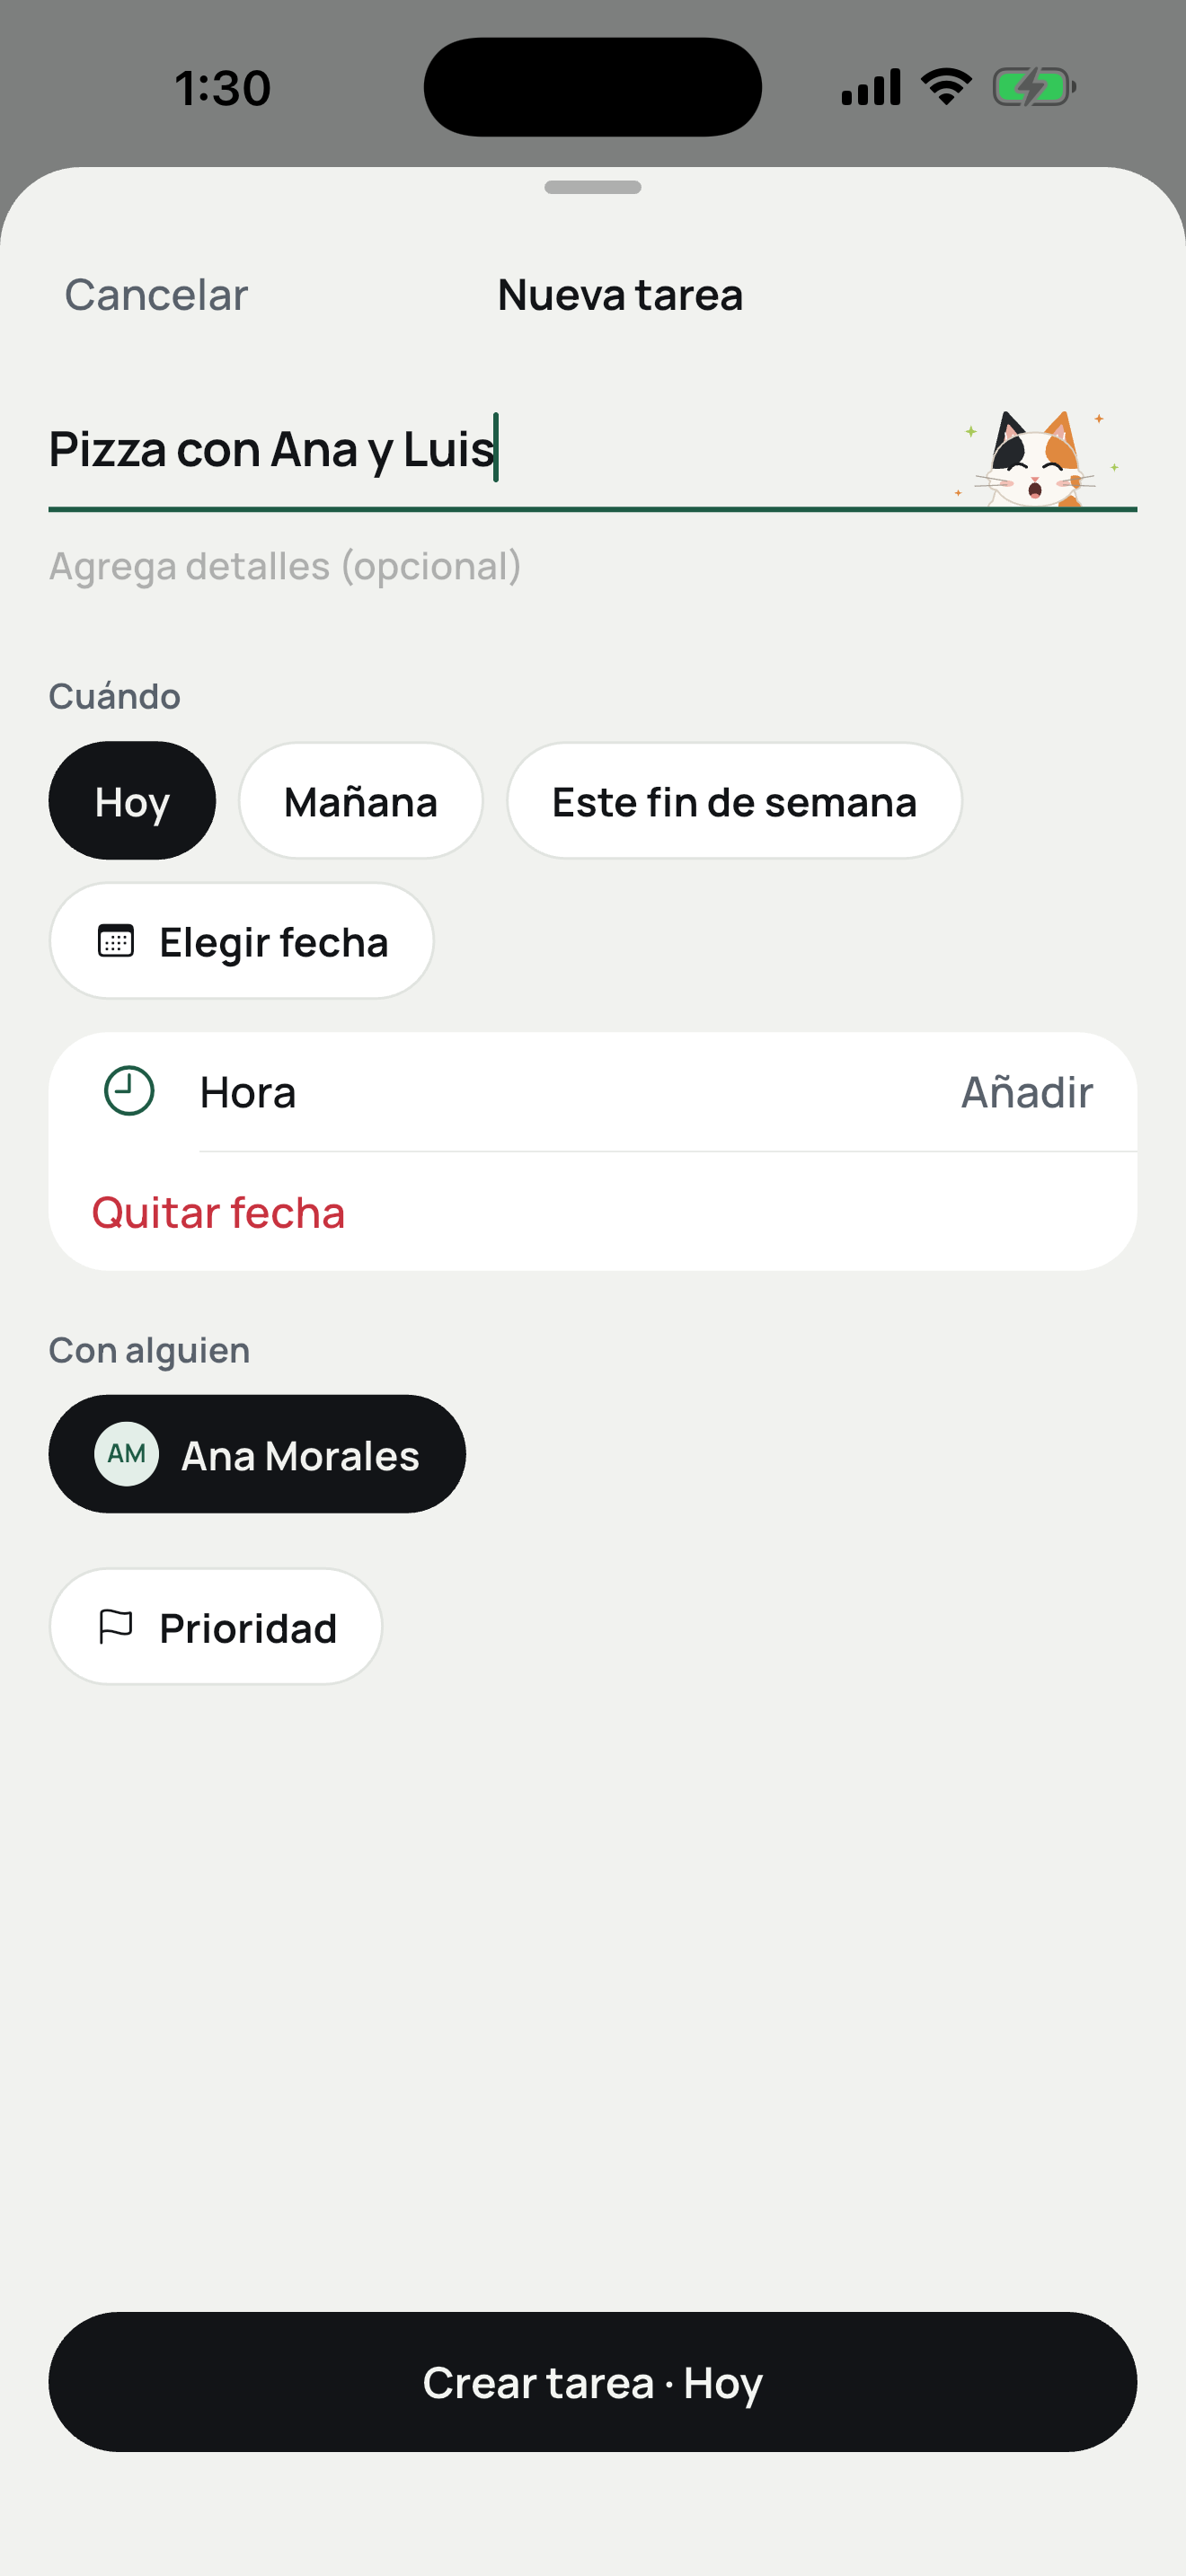 1:30
Cancelar
Nueva tarea
Pizza con Ana y Luis
Agrega detalles (opcional)
Cuándo
Hoy
Mañana
Este fin de semana
Elegir fecha
Hora
Añadir
Quitar fecha
Con alguien
AM
Ana Morales
Prioridad
Crear tarea · Hoy